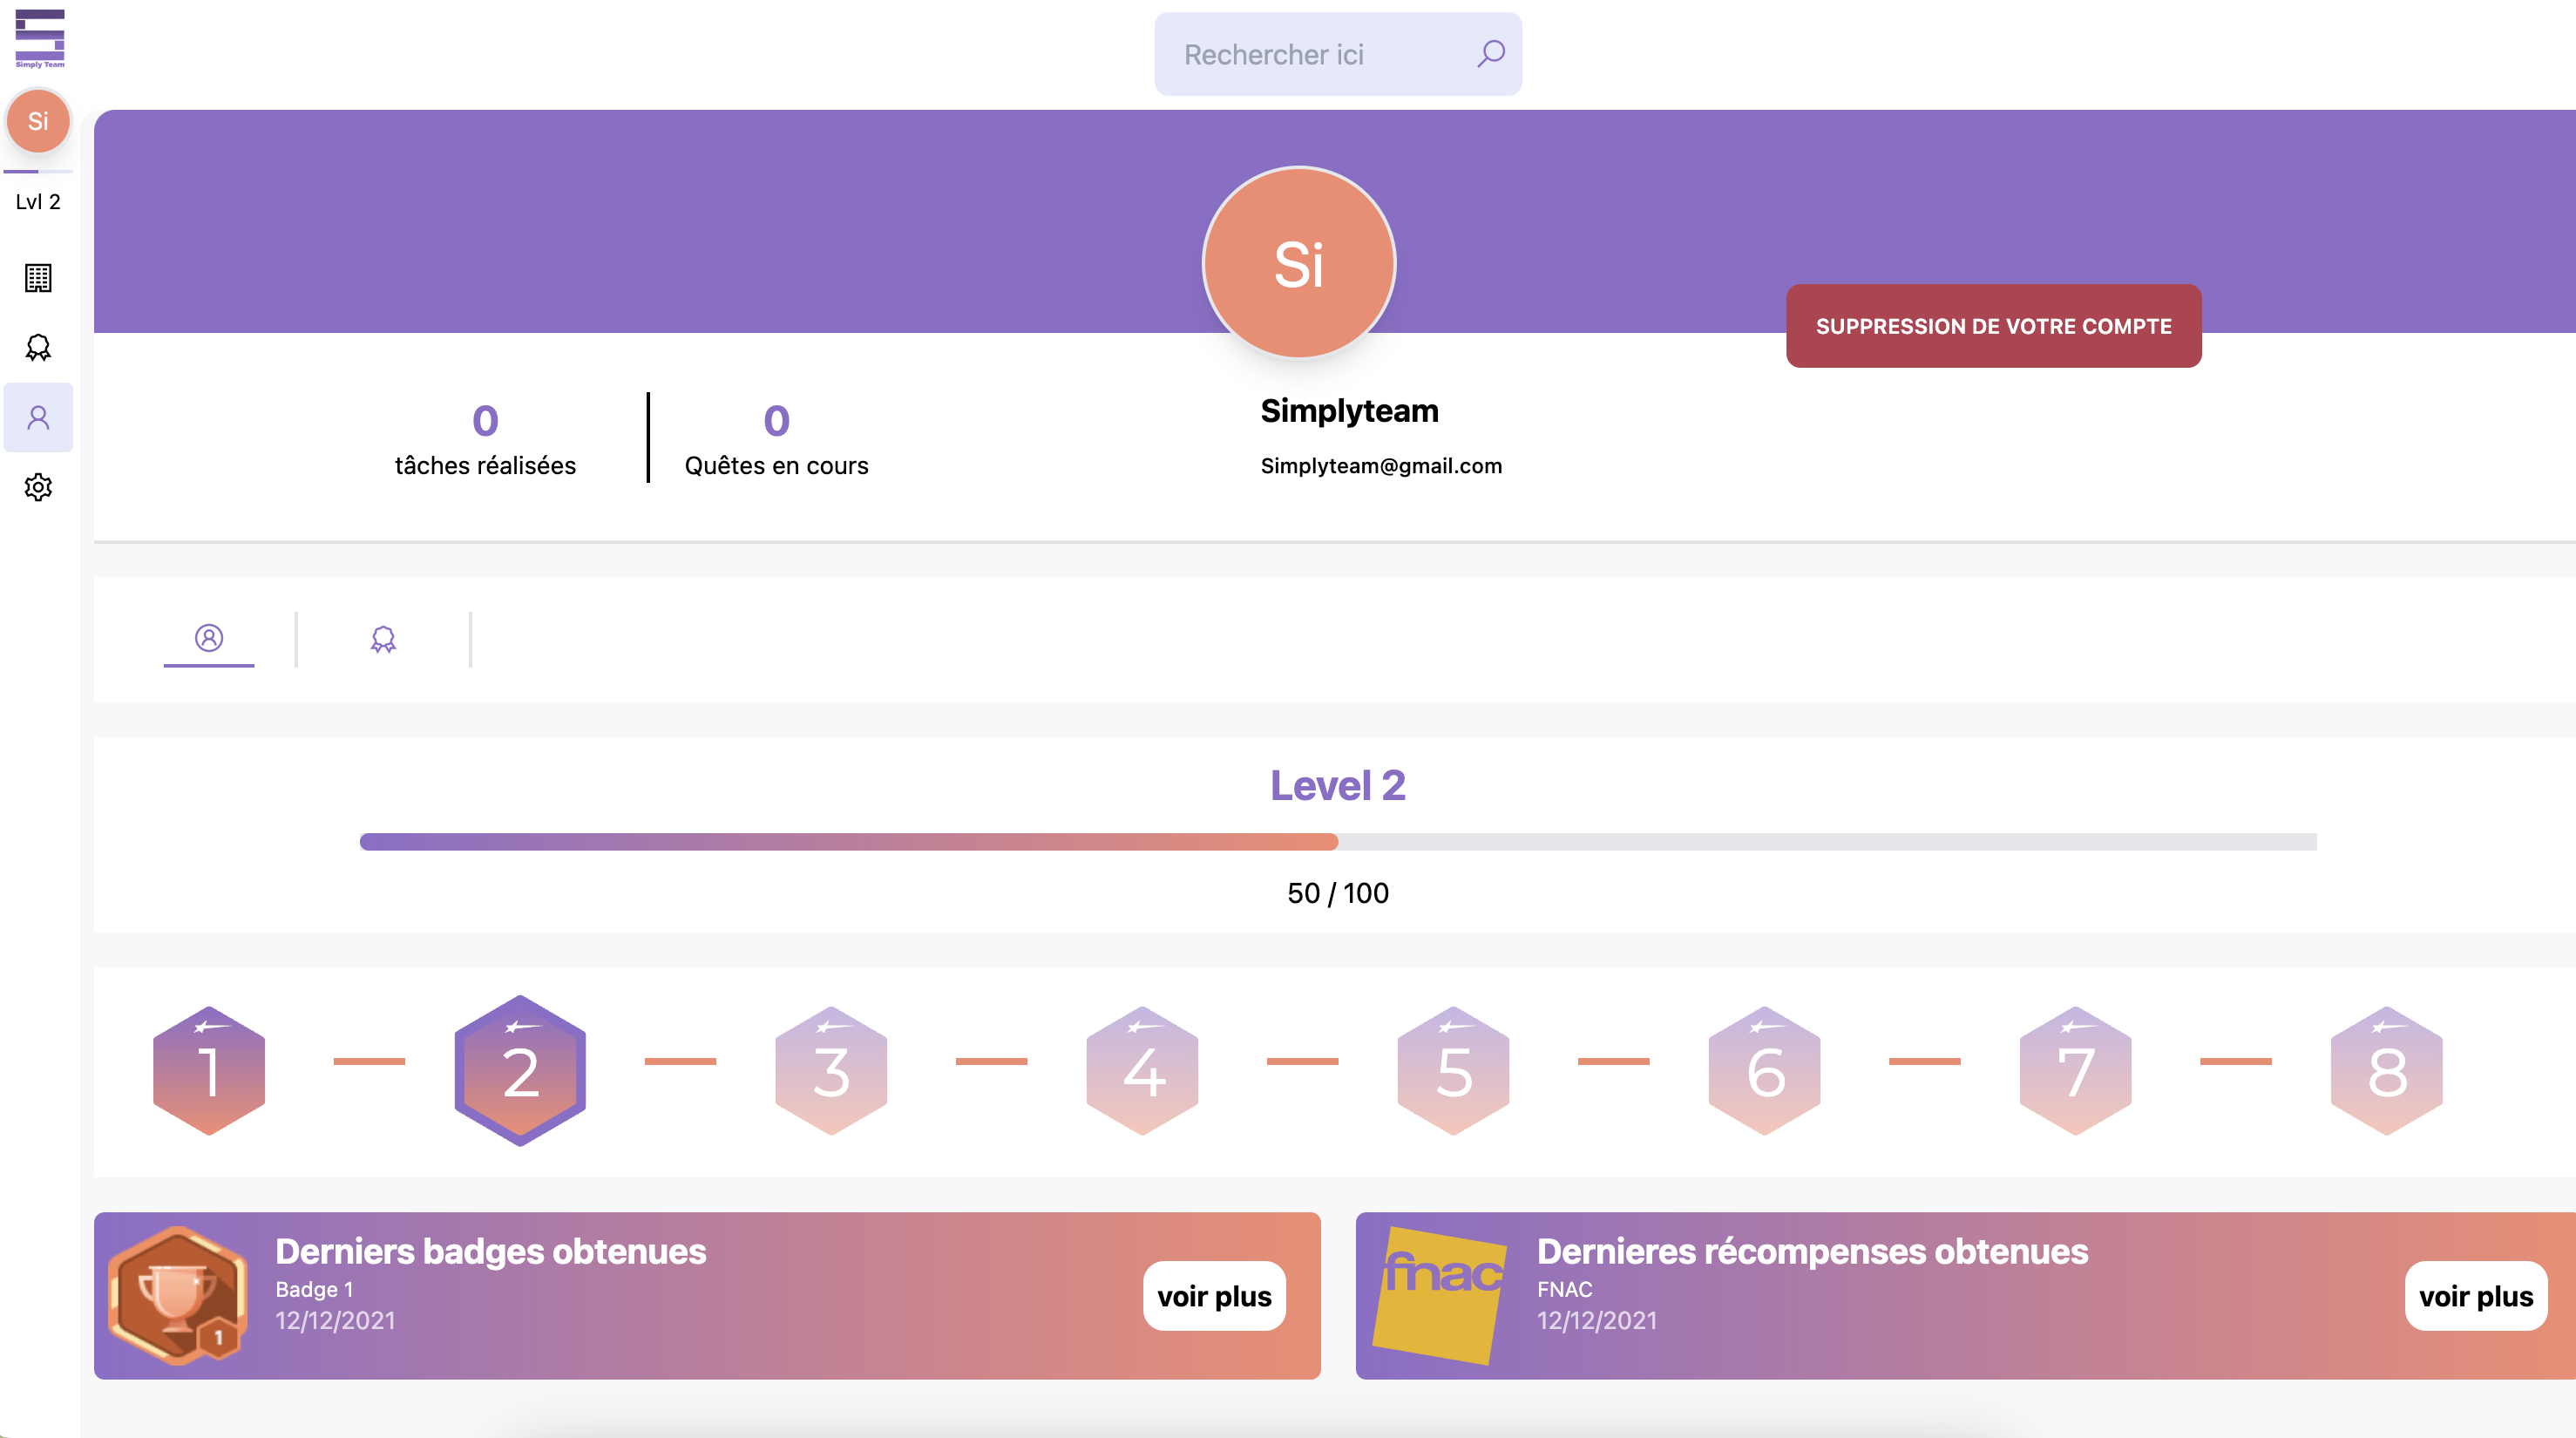 Simply Team
Rechercher ici
Si
Lvl 2
Si
SUPPRESSION DE VOTRE COMPTE
0
tâches réalisées
0
Quêtes en cours
Simplyteam
Simplyteam@gmail.com
Level 2
50 / 100
1
2
3
4
5
6
7
8
1
Derniers badges obtenues
Badge 1
12/12/2021
voir plus
fnac
Dernieres récompenses obtenues
FNAC
12/12/2021
voir plus